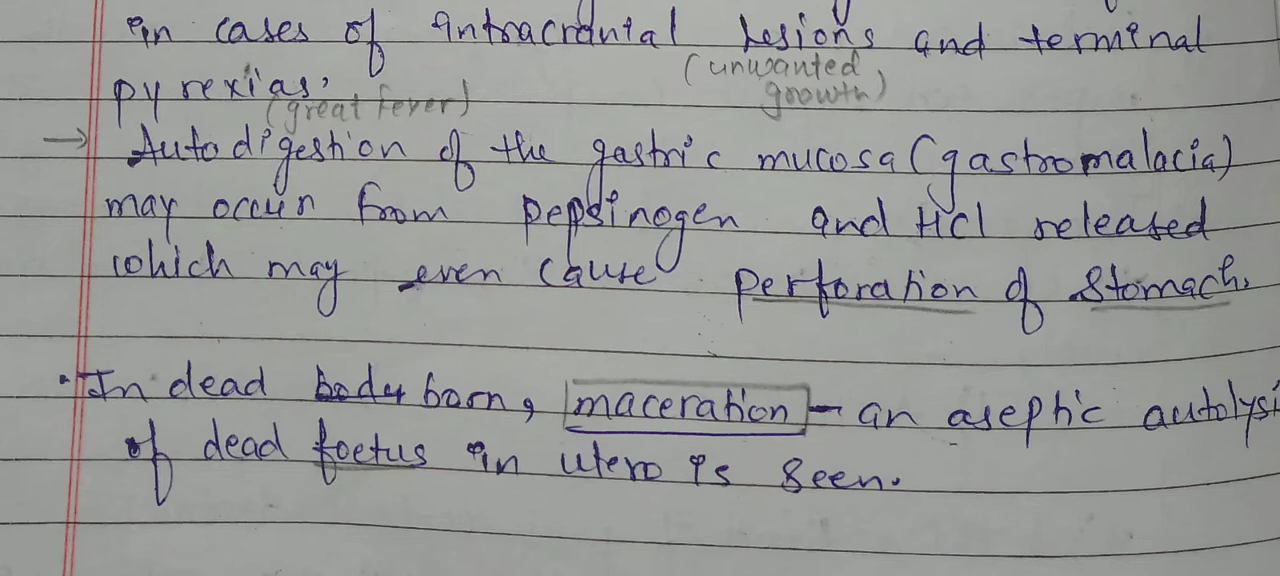 in cases of intracranial lesions and terminal
(unwanted growth)
pyrexias.
(great fever)
→ Autodigestion of the gastric mucosa (gastromalacia)
may occur from pepsinogen and HCl released
which may even cause perforation of stomach.
• In dead body born, maceration - an aseptic autolysi
of dead foetus in utero is seen.